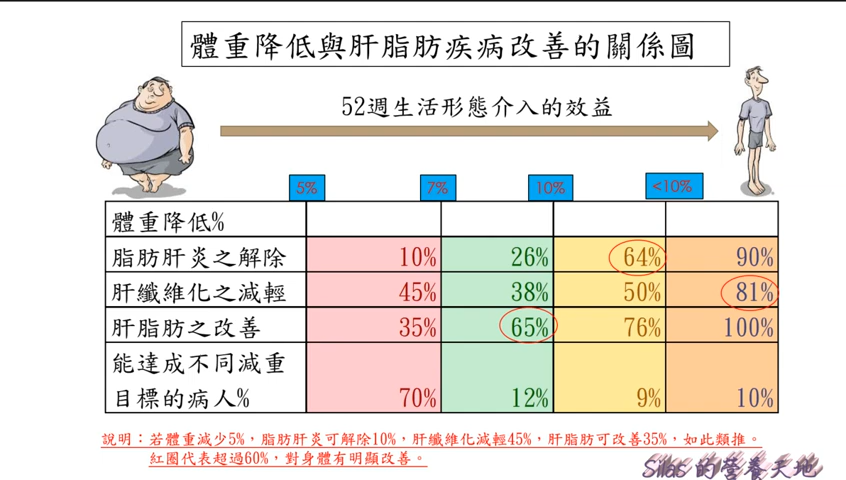 體重降低與肝脂肪疾病改善的關係圖
52週生活形態介入的效益
5% 7% 10% <10%
體重降低%
脂肪肝炎之解除 10% 26% 64% 90%
肝纖維化之減輕 45% 38% 50% 81%
肝脂肪之改善 35% 65% 76% 100%
能達成不同減重
目標的病人% 70% 12% 9% 10%
說明：若體重減少5%，脂肪肝炎可解除10%，肝纖維化減輕45%，肝脂肪可改善35%，如此類推。
紅圈代表超過60%，對身體有明顯改善。
Silas 的營養天地